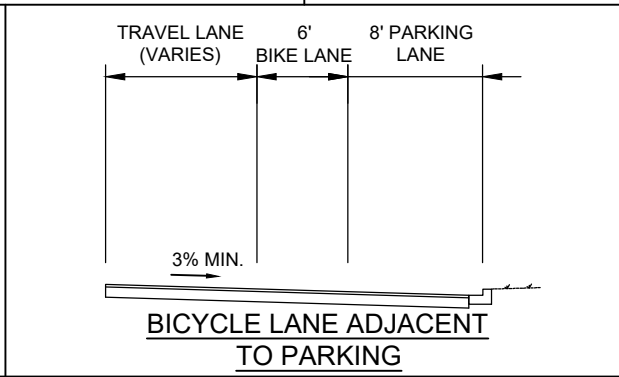 TRAVEL LANE
(VARIES)
6'
BIKE LANE
8' PARKING
LANE
3% MIN.
BICYCLE LANE ADJACENT
TO PARKING